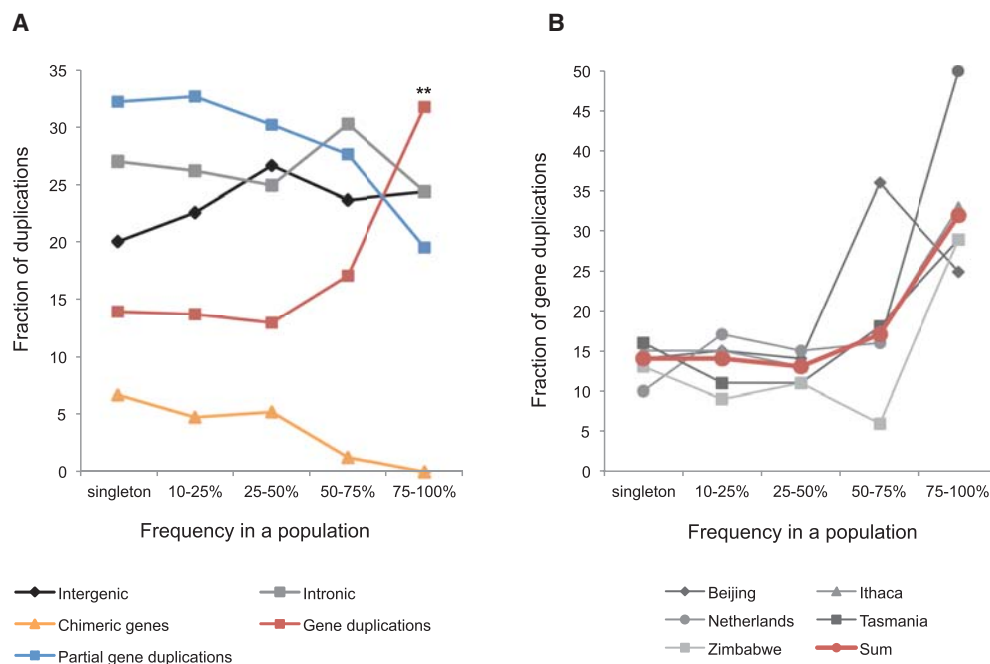 A
Fraction of duplications
35
30
25
20
15
10
5
0
**
singleton 10-25% 25-50% 50-75% 75-100%
Frequency in a population
Intergenic
Intronic
Chimeric genes
Gene duplications
Partial gene duplications
B
Fraction of gene duplications
50
45
40
35
30
25
20
15
10
5
0
singleton 10-25% 25-50% 50-75% 75-100%
Frequency in a population
Beijing
Ithaca
Netherlands
Tasmania
Zimbabwe
Sum